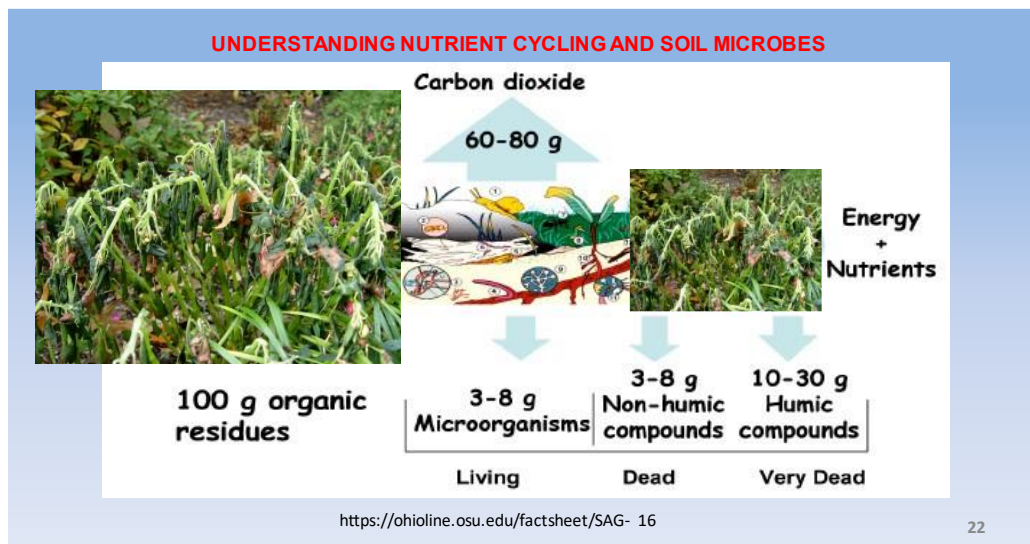 UNDERSTANDING NUTRIENT CYCLING AND SOIL MICROBES
Carbon dioxide
60-80 g
Energy
+
Nutrients
100 g organic
residues
3-8 g
Microorganisms
3-8 g
Non-humic
compounds
10-30 g
Humic
compounds
Living
Dead
Very Dead
https://ohioline.osu.edu/factsheet/SAG- 16
22